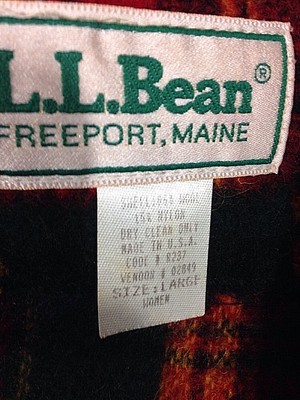 L.L.Bean®
FREEPORT, MAINE
SHELL:85% WOOL
15% NYLON
DRY CLEAN ONLY
MADE IN U.S.A.
CODE # 8237
VENDOR # 02849
SIZE:LARGE
WOMEN